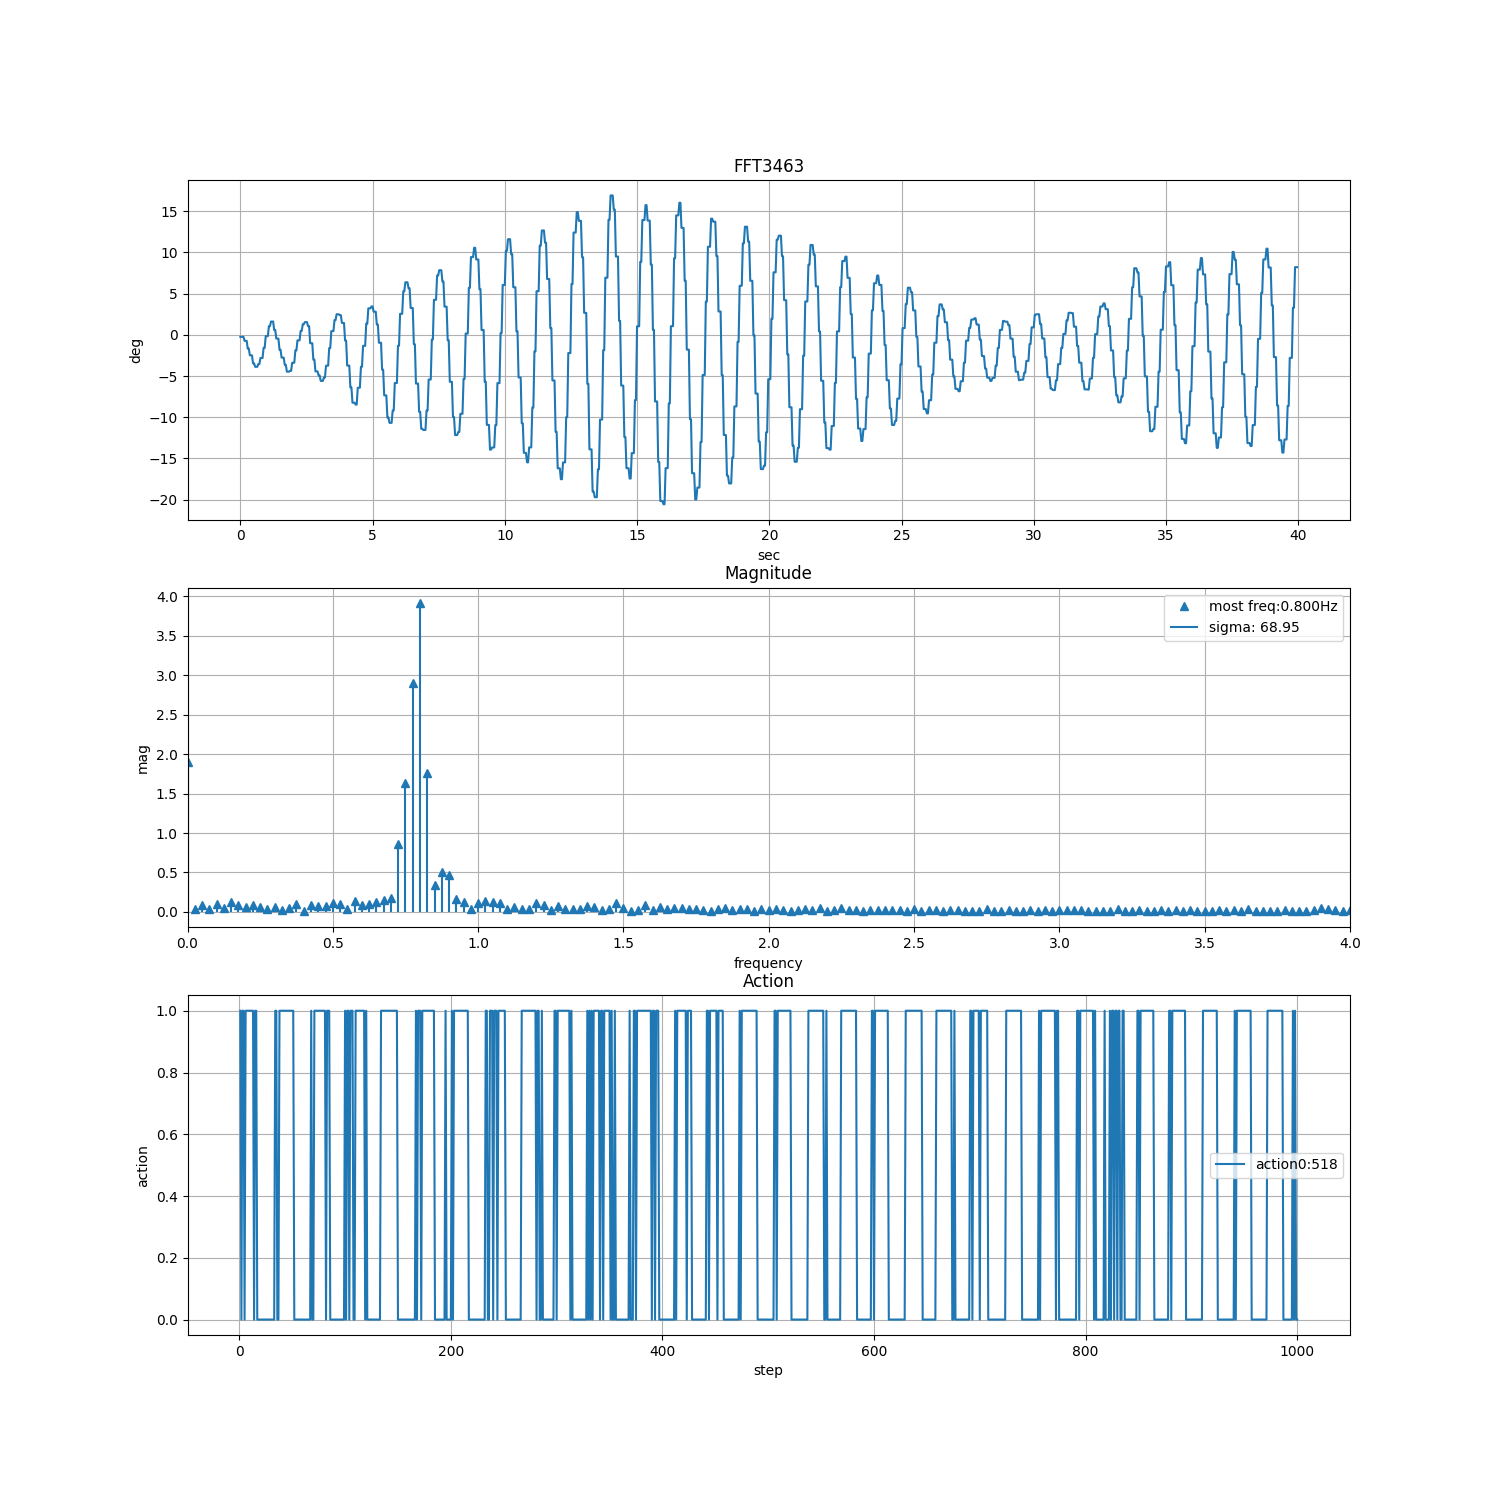 FFT3463
15
10
5
0
−5
−10
−15
−20
deg
0 5 10 15 20 25 30 35 40
sec
Magnitude
4.0
3.5
3.0
2.5
2.0
1.5
1.0
0.5
0.0
mag
most freq:0.800Hz
sigma: 68.95
0.0 0.5 1.0 1.5 2.0 2.5 3.0 3.5 4.0
frequency
Action
1.0
0.8
0.6
0.4
0.2
0.0
action
action0:518
0 200 400 600 800 1000
step